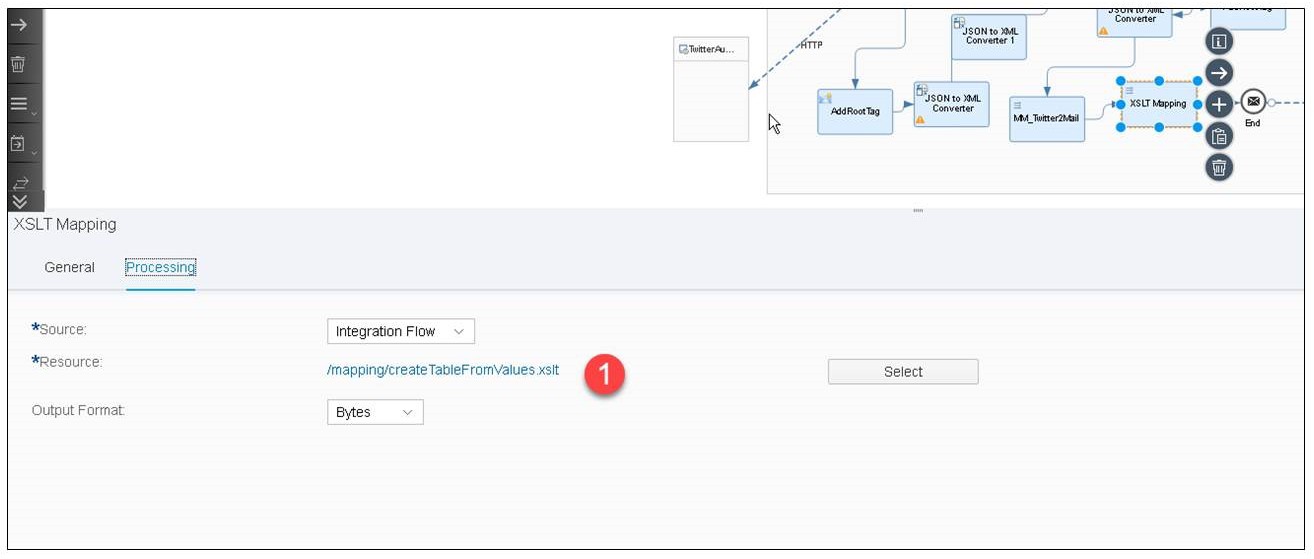 JSON to XML
Converter
TwitterAu...
HTTP
JSON to XML
Converter 1
AddRootTag
JSON to XML
Converter
MM_Twitter2Mail
XSLT Mapping
End
XSLT Mapping
General Processing
*Source: Integration Flow
*Resource: /mapping/createTableFromValues.xslt 1 Select
Output Format: Bytes